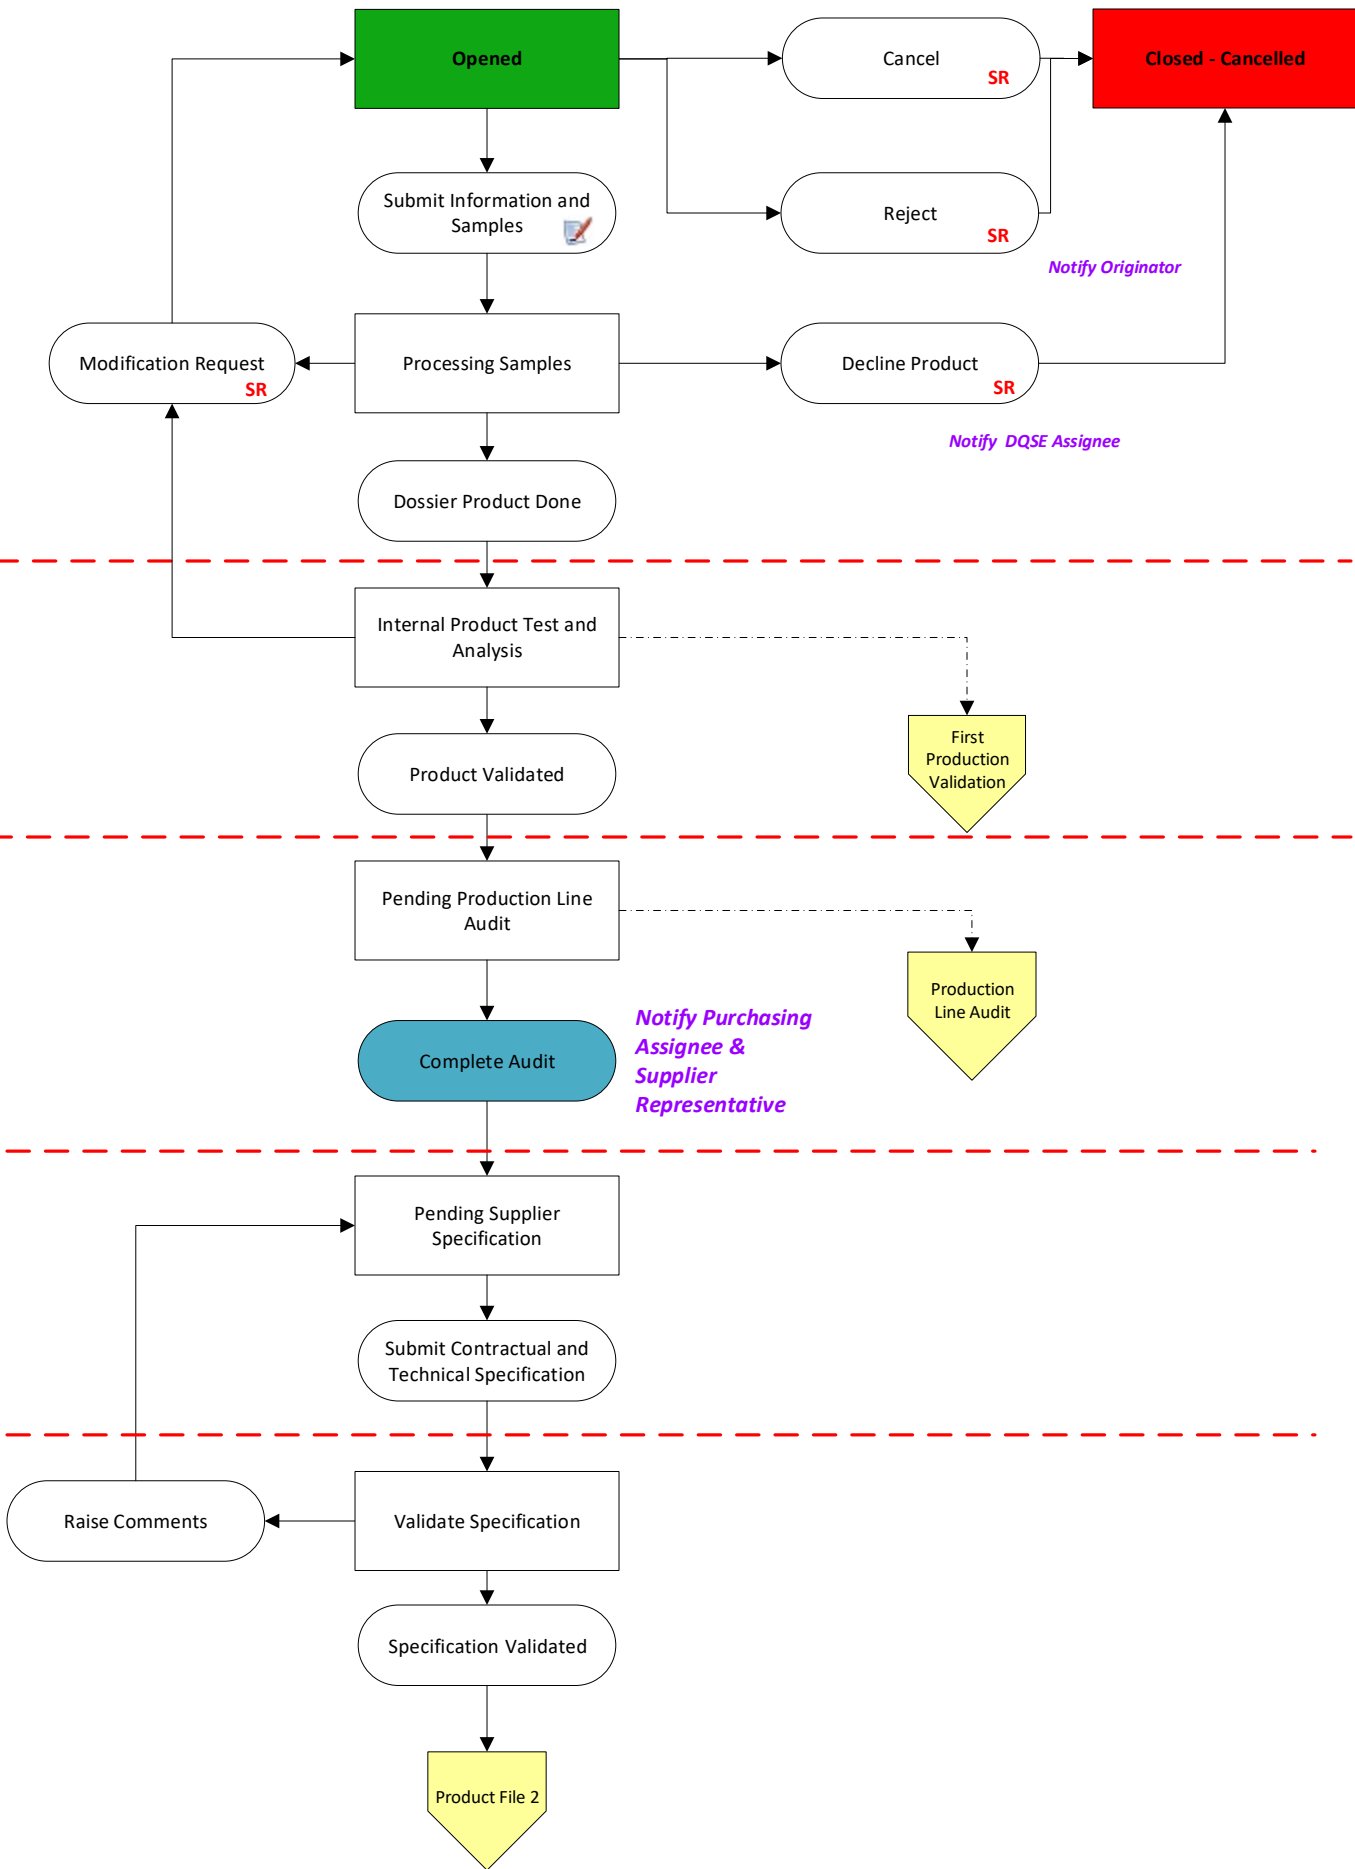 Opened
Cancel
SR
Closed - Cancelled
Submit Information and
Samples
Reject
SR
Notify Originator
Modification Request
SR
Processing Samples
Decline Product
SR
Notify  DQSE Assignee
Dossier Product Done
Internal Product Test and
Analysis
First
Production
Validation
Product Validated
Pending Production Line
Audit
Production
Line Audit
Complete Audit
Notify Purchasing
Assignee &
Supplier
Representative
Pending Supplier
Specification
Submit Contractual and
Technical Specification
Raise Comments
Validate Specification
Specification Validated
Product File 2